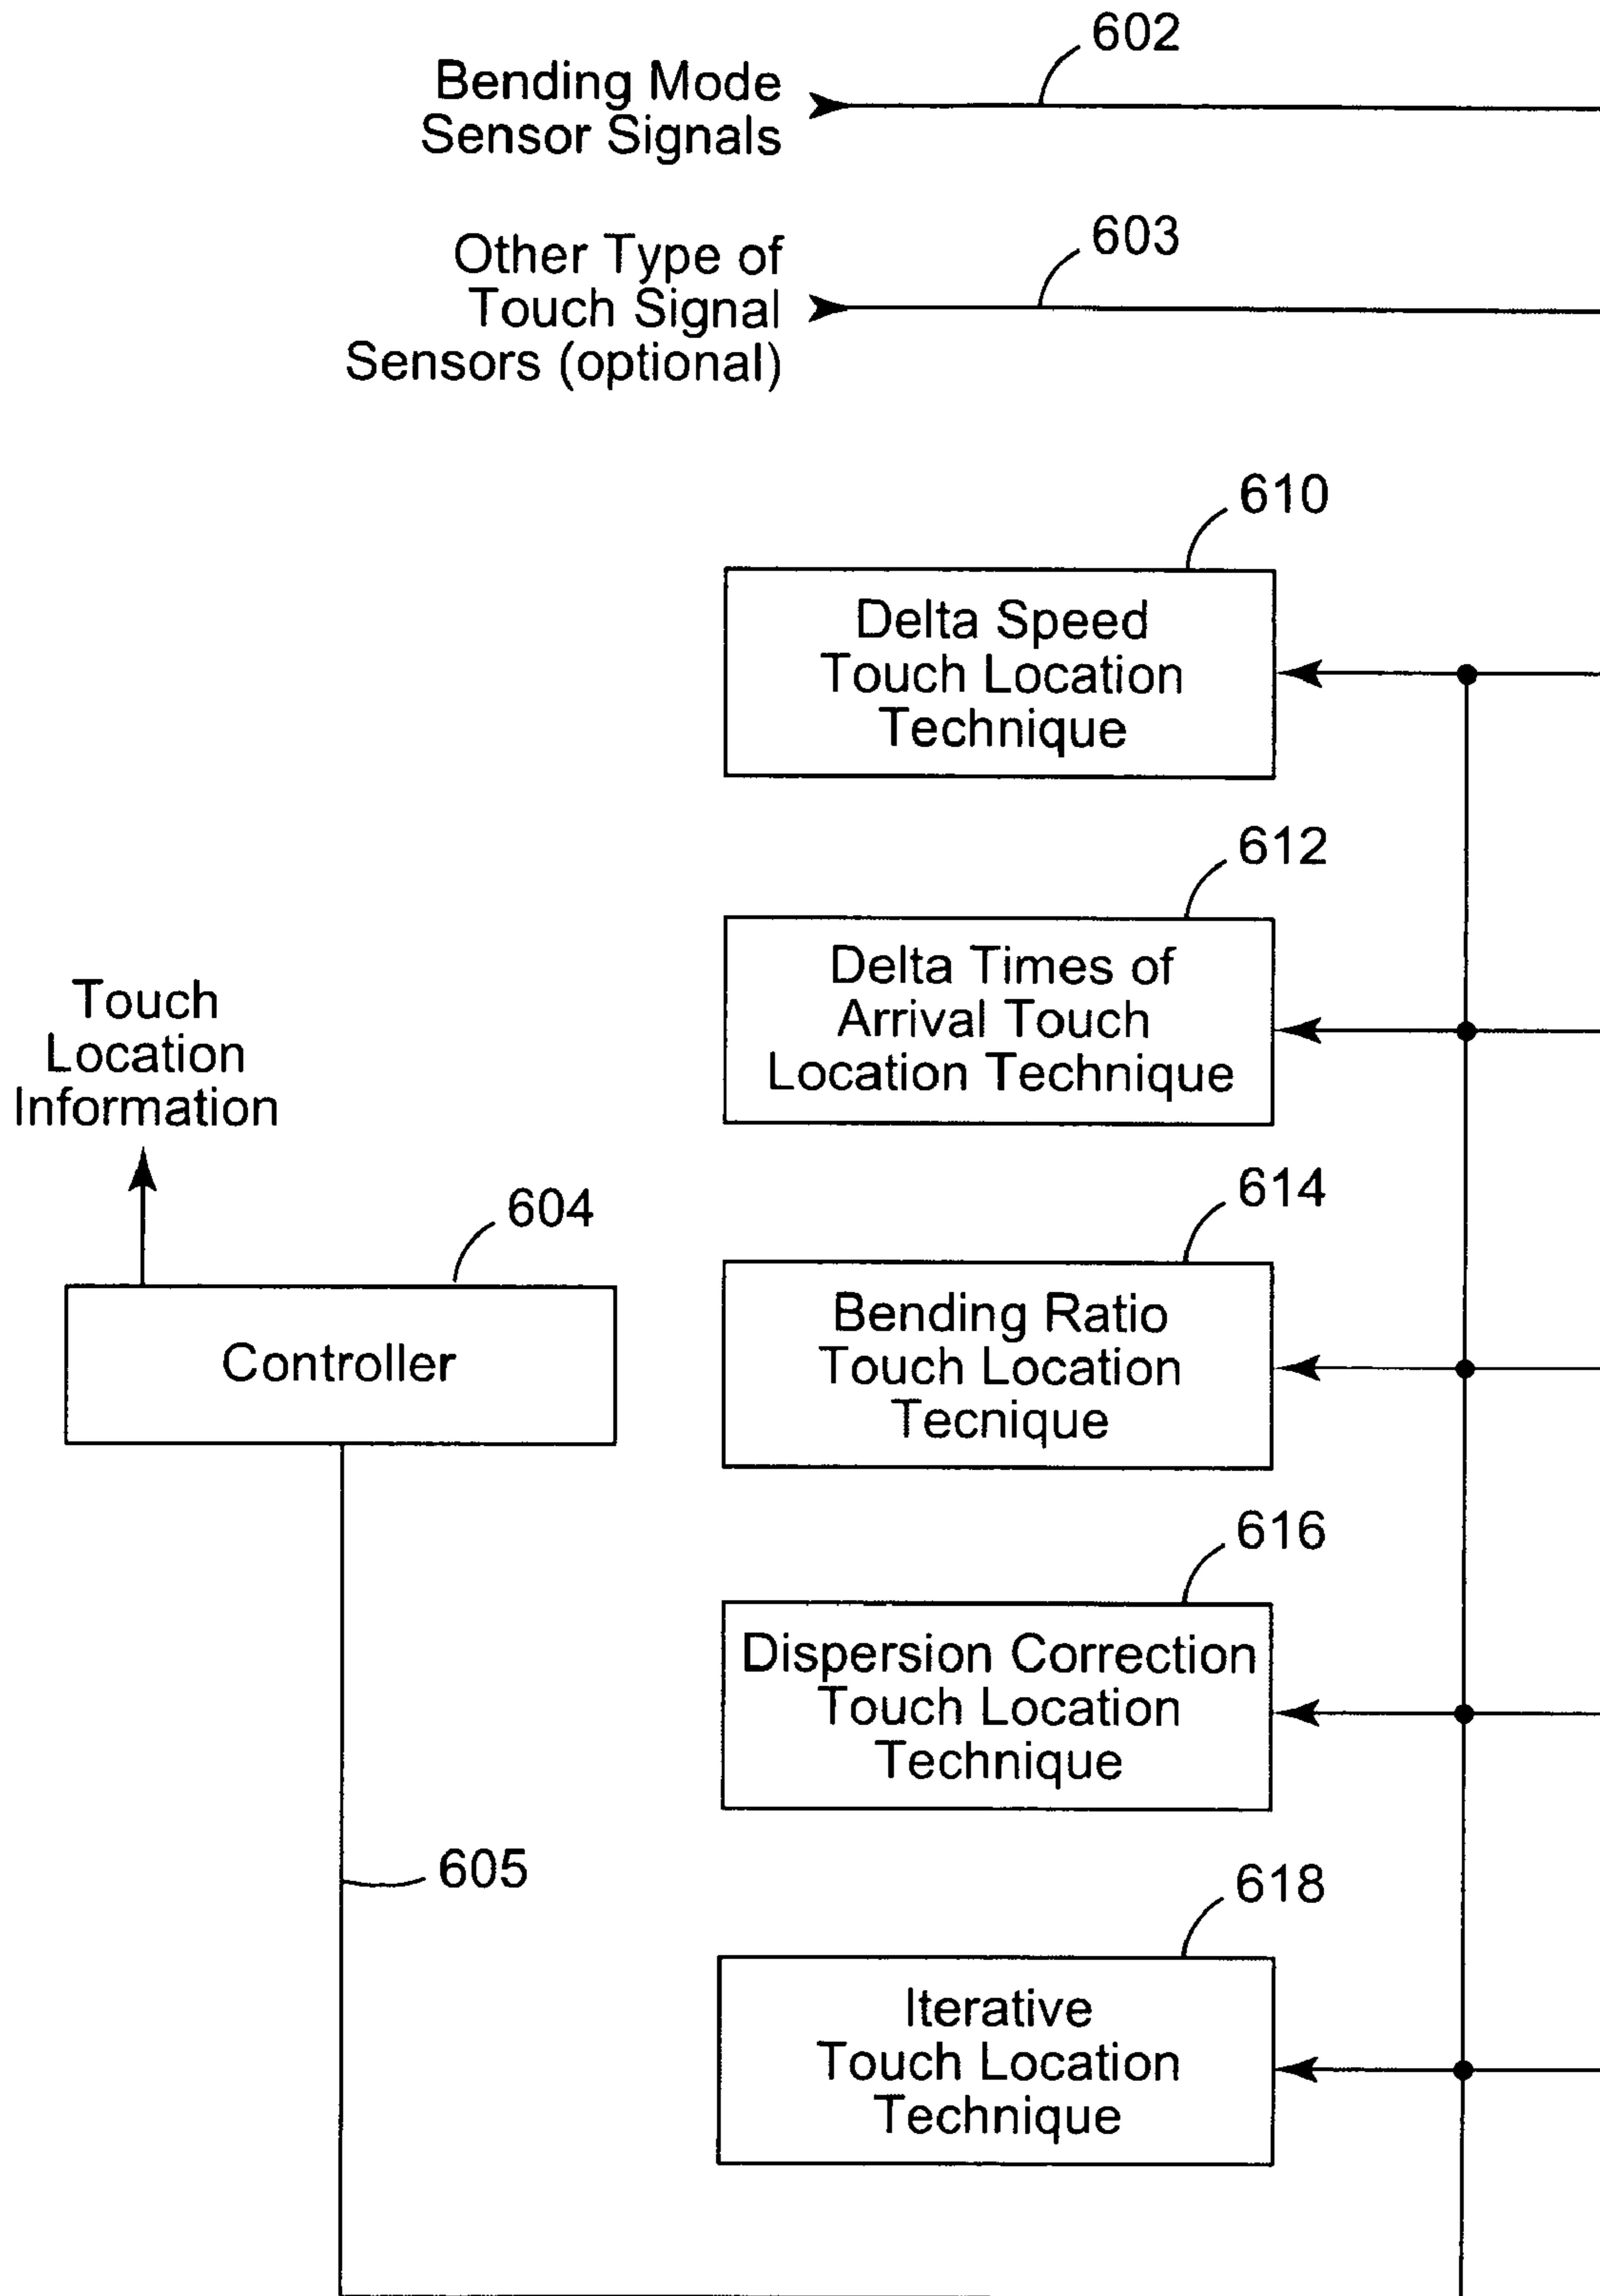 602
Bending Mode
Sensor Signals
603
Other Type of
Touch Signal
Sensors (optional)
610
Delta Speed
Touch Location
Technique
612
Delta Times of
Arrival Touch
Location Technique
Touch
Location
Information
604
Controller
614
Bending Ratio
Touch Location
Tecnique
616
Dispersion Correction
Touch Location
Technique
605
618
Iterative
Touch Location
Technique